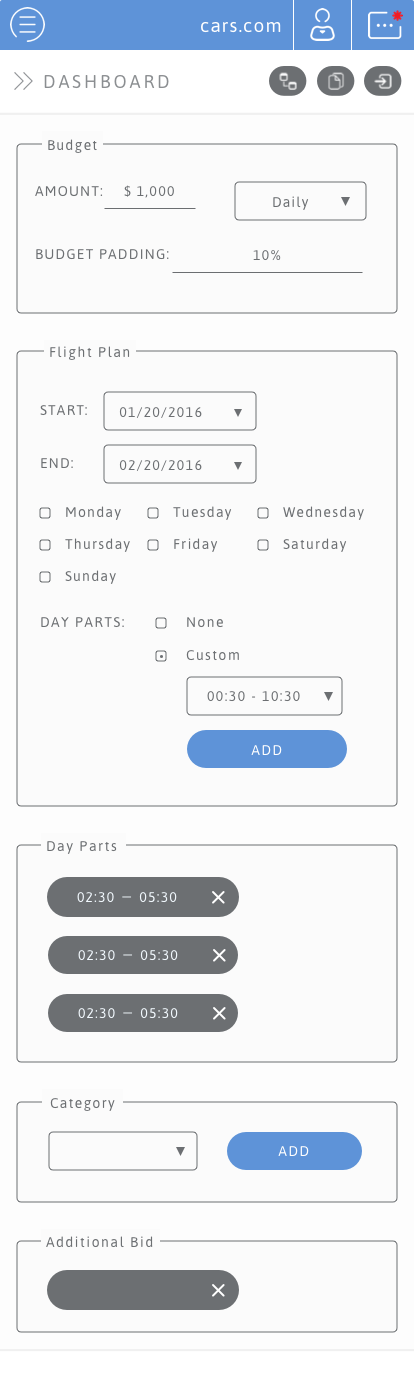 cars.com
DASHBOARD
Budget
AMOUNT: $ 1,000 Daily
BUDGET PADDING: 10%
Flight Plan
START: 01/20/2016
END: 02/20/2016
Monday Tuesday Wednesday
Thursday Friday Saturday
Sunday
DAY PARTS: None
Custom
00:30 - 10:30
ADD
Day Parts
02:30 — 05:30
02:30 — 05:30
02:30 — 05:30
Category
ADD
Additional Bid